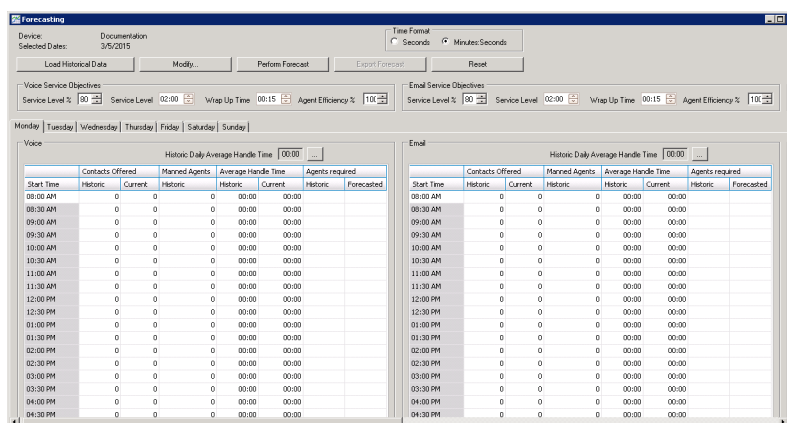 Forecasting
Device: Documentation
Selected Dates: 3/5/2015
Time Format
Seconds Minutes:Seconds
Load Historical Data Modify... Perform Forecast Export Forecast Reset
Voice Service Objectives
Service Level % 80 Service Level 02:00 Wrap Up Time 00:15 Agent Efficiency % 100
Email Service Objectives
Service Level % 80 Service Level 02:00 Wrap Up Time 00:15 Agent Efficiency % 100
Monday Tuesday Wednesday Thursday Friday Saturday Sunday
Voice
Historic Daily Average Handle Time 00:00 ...
Contacts Offered Manned Agents Average Handle Time Agents required
Start Time Historic Current Historic Historic Current Historic Forecasted
08:00 AM 0 0 0 00:00 00:00
08:30 AM 0 0 0 00:00 00:00
09:00 AM 0 0 0 00:00 00:00
09:30 AM 0 0 0 00:00 00:00
10:00 AM 0 0 0 00:00 00:00
10:30 AM 0 0 0 00:00 00:00
11:00 AM 0 0 0 00:00 00:00
11:30 AM 0 0 0 00:00 00:00
12:00 PM 0 0 0 00:00 00:00
12:30 PM 0 0 0 00:00 00:00
01:00 PM 0 0 0 00:00 00:00
01:30 PM 0 0 0 00:00 00:00
02:00 PM 0 0 0 00:00 00:00
02:30 PM 0 0 0 00:00 00:00
03:00 PM 0 0 0 00:00 00:00
03:30 PM 0 0 0 00:00 00:00
04:00 PM 0 0 0 00:00 00:00
04:30 PM 0 0 0 00:00 00:00
Email
Historic Daily Average Handle Time 00:00 ...
Contacts Offered Manned Agents Average Handle Time Agents required
Start Time Historic Current Historic Historic Current Historic Forecasted
08:00 AM 0 0 0 00:00 00:00
08:30 AM 0 0 0 00:00 00:00
09:00 AM 0 0 0 00:00 00:00
09:30 AM 0 0 0 00:00 00:00
10:00 AM 0 0 0 00:00 00:00
10:30 AM 0 0 0 00:00 00:00
11:00 AM 0 0 0 00:00 00:00
11:30 AM 0 0 0 00:00 00:00
12:00 PM 0 0 0 00:00 00:00
12:30 PM 0 0 0 00:00 00:00
01:00 PM 0 0 0 00:00 00:00
01:30 PM 0 0 0 00:00 00:00
02:00 PM 0 0 0 00:00 00:00
02:30 PM 0 0 0 00:00 00:00
03:00 PM 0 0 0 00:00 00:00
03:30 PM 0 0 0 00:00 00:00
04:00 PM 0 0 0 00:00 00:00
04:30 PM 0 0 0 00:00 00:00